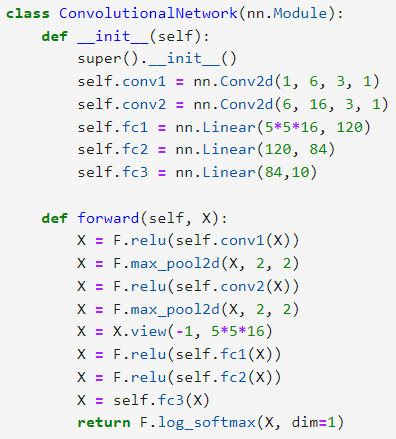 class ConvolutionalNetwork(nn.Module):
    def __init__(self):
        super().__init__()
        self.conv1 = nn.Conv2d(1, 6, 3, 1)
        self.conv2 = nn.Conv2d(6, 16, 3, 1)
        self.fc1 = nn.Linear(5*5*16, 120)
        self.fc2 = nn.Linear(120, 84)
        self.fc3 = nn.Linear(84,10)

    def forward(self, X):
        X = F.relu(self.conv1(X))
        X = F.max_pool2d(X, 2, 2)
        X = F.relu(self.conv2(X))
        X = F.max_pool2d(X, 2, 2)
        X = X.view(-1, 5*5*16)
        X = F.relu(self.fc1(X))
        X = F.relu(self.fc2(X))
        X = self.fc3(X)
        return F.log_softmax(X, dim=1)